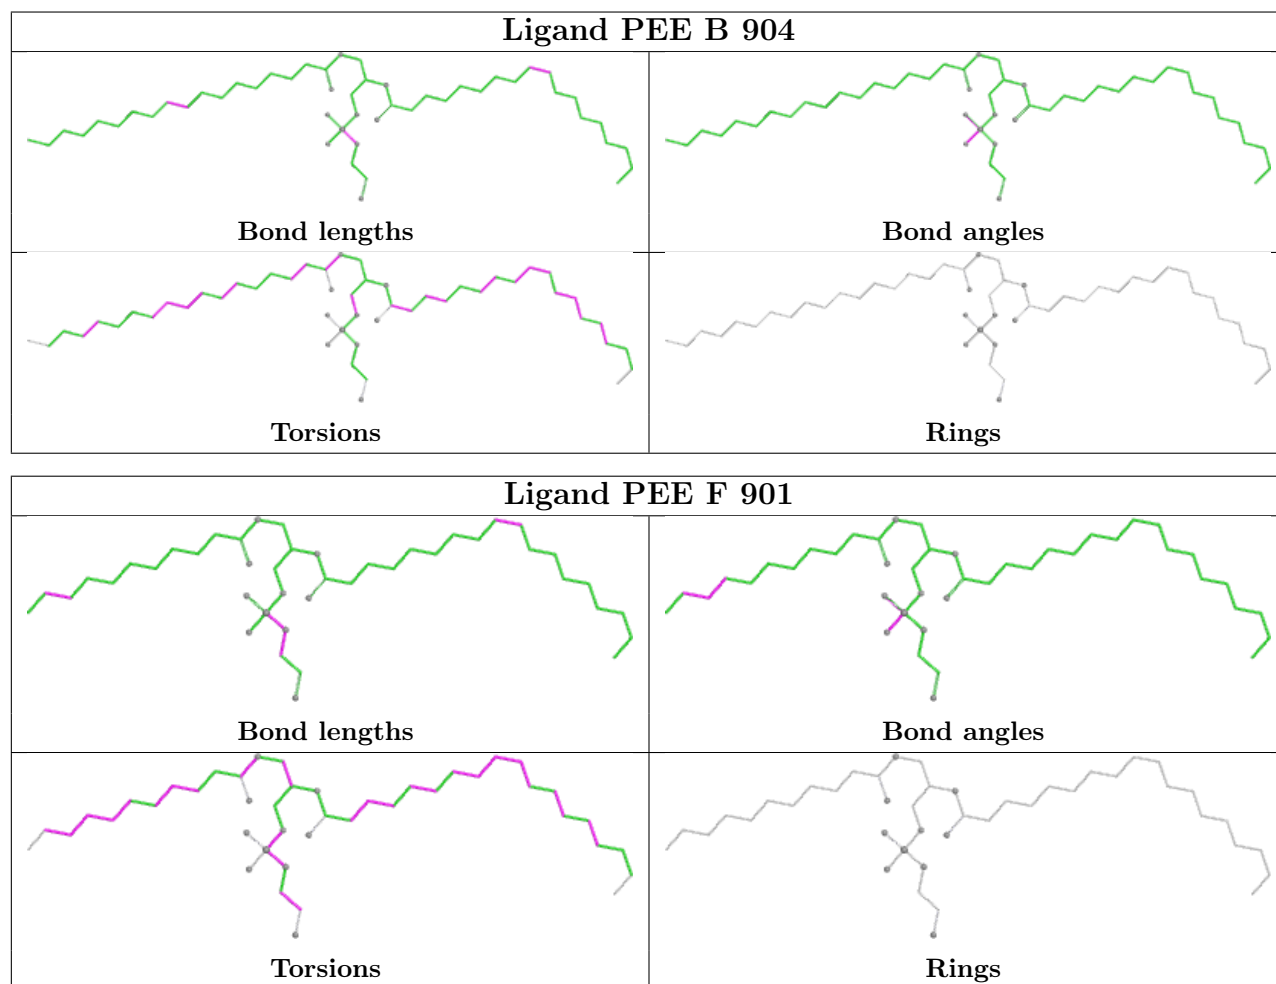 Ligand PEE B 904
Bond lengths
Bond angles
Torsions
Rings
Ligand PEE F 901
Bond lengths
Bond angles
Torsions
Rings